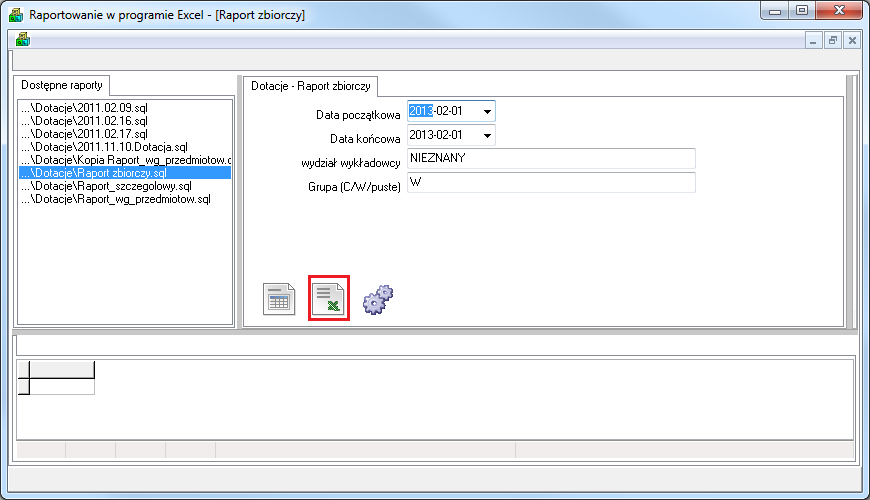 Raportowanie w programie Excel - [Raport zbiorczy]
Dostępne raporty
...\Dotacje\2011.02.09.sql
...\Dotacje\2011.02.16.sql
...\Dotacje\2011.02.17.sql
...\Dotacje\2011.11.10.Dotacja.sql
...\Dotacje\Kopia Raport_wg_przedmiotow.
...\Dotacje\Raport zbiorczy.sql
...\Dotacje\Raport_szczegolowy.sql
...\Dotacje\Raport_wg_przedmiotow.sql
Dotacje - Raport zbiorczy
Data początkowa 2013-02-01
Data końcowa 2013-02-01
wydział wykładowcy NIEZNANY
Grupa (C/W/puste) W